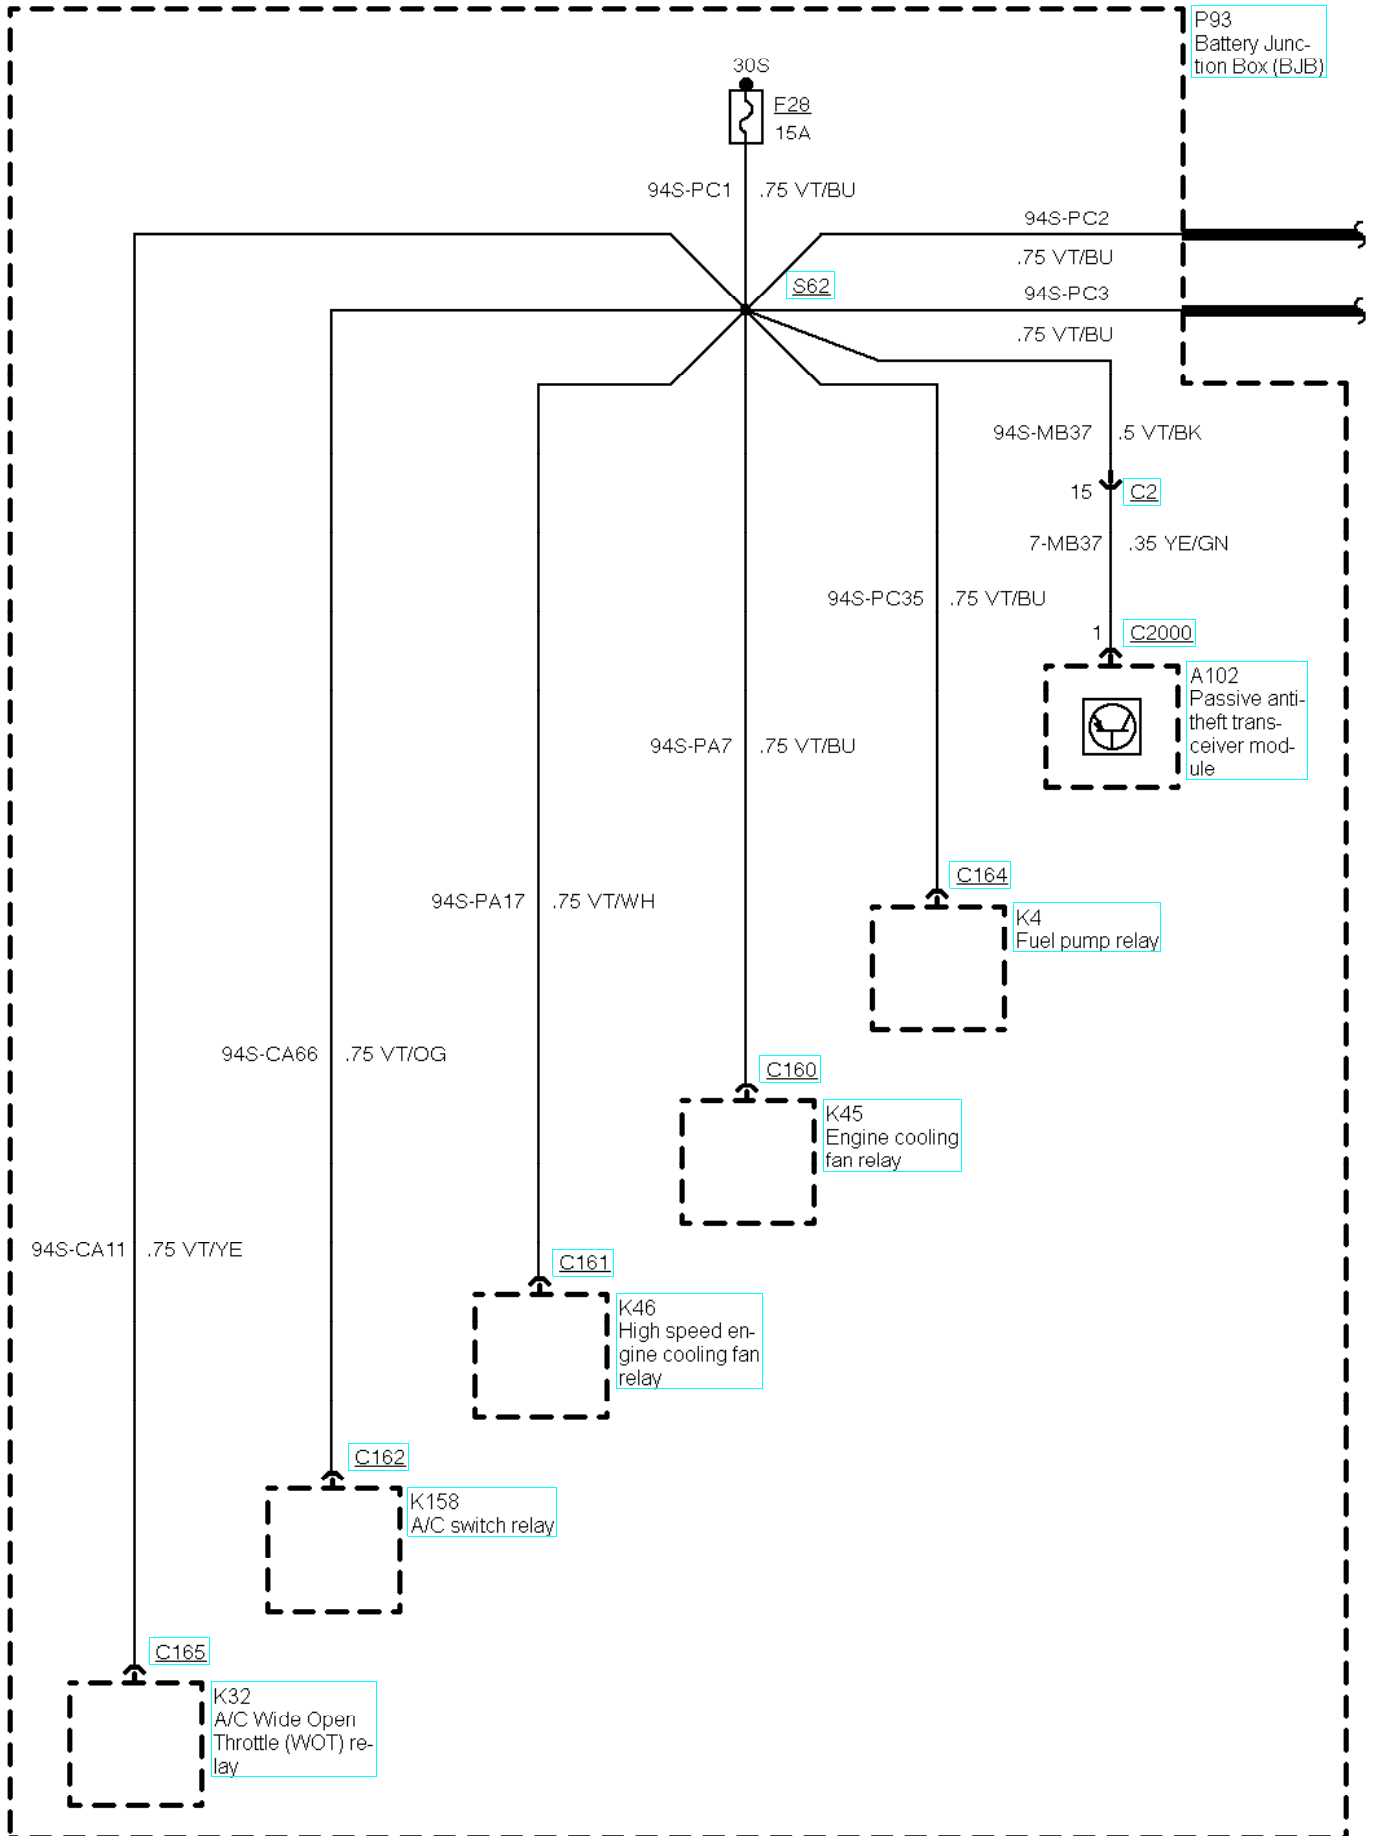 P93
Battery Junc-
tion Box (BJB)
30S
F28
15A
94S-PC1 .75 VT/BU
94S-PC2
.75 VT/BU
S62
94S-PC3
.75 VT/BU
94S-MB37 .5 VT/BK
15 C2
7-MB37 .35 YE/GN
94S-PC35 .75 VT/BU
1 C2000
A102
Passive anti-
theft trans-
ceiver mod-
ule
94S-PA7 .75 VT/BU
C164
94S-PA17 .75 VT/WH
K4
Fuel pump relay
94S-CA66 .75 VT/OG
C160
K45
Engine cooling
fan relay
94S-CA11 .75 VT/YE
C161
K46
High speed en-
gine cooling fan
relay
C162
K158
A/C switch relay
C165
K32
A/C Wide Open
Throttle (WOT) re-
lay